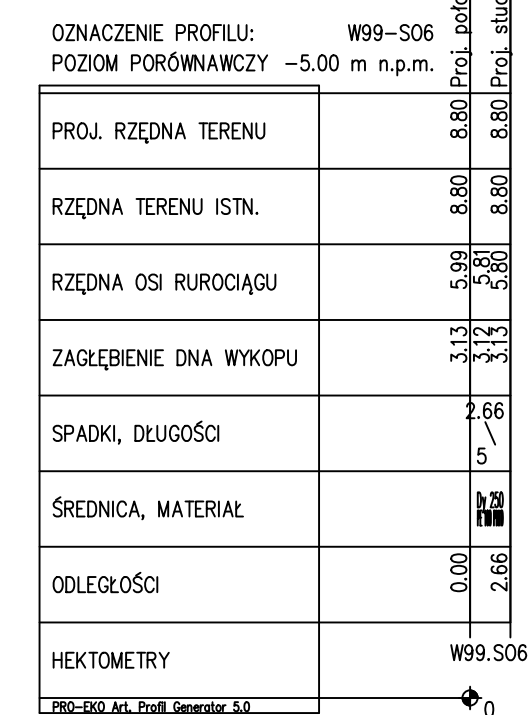 OZNACZENIE PROFILU: W99-SO6
POZIOM PORÓWNAWCZY -5.00 m n.p.m.
Proj.
Proj.
PROJ. RZĘDNA TERENU 8.80 8.80
RZĘDNA TERENU ISTN. 8.80 8.80
RZĘDNA OSI RUROCIĄGU 5.99 5.81 5.80
ZAGŁĘBIENIE DNA WYKOPU 3.13 3.12 3.13
SPADKI, DŁUGOŚCI 2.66
5
ŚREDNICA, MATERIAŁ Dy 250
ODLEGŁOŚCI 0.00 2.66
HEKTOMETRY W99.SO6
PRO-EKO Art. Profil Generator 5.0 0